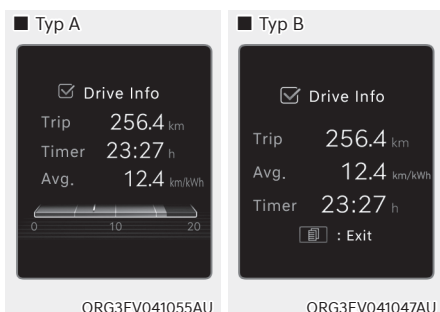 ■ Typ A
Drive Info
Trip 256.4 km
Timer 23:27 h
Avg. 12.4 km/kWh
0 10 20
ORG3EV041055AU
■ Typ B
Drive Info
Trip 256.4 km
Avg. 12.4 km/kWh
Timer 23:27 h
: Exit
ORG3EV041047AU